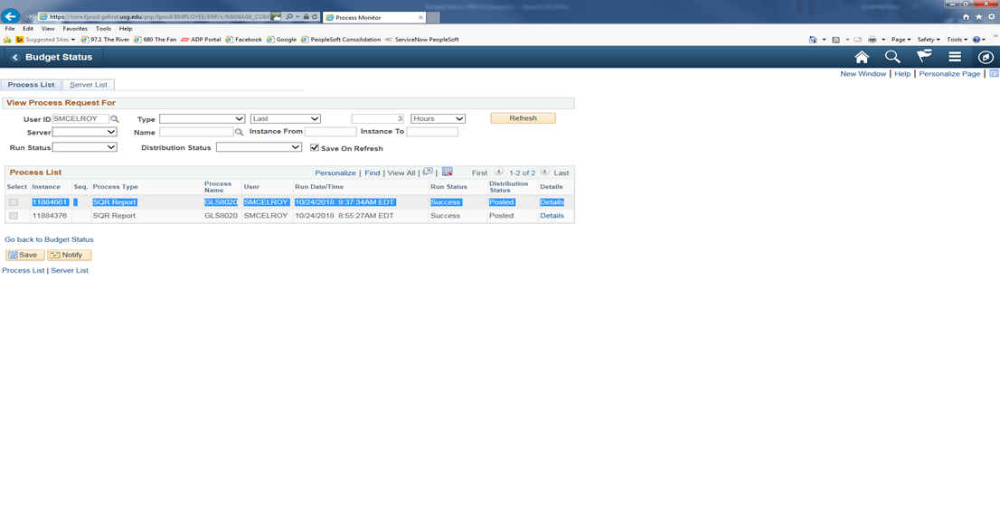 https://core.fprod.gafirst.usg.edu/psp/fprod/EMPLOYEE/ERP/c/MANAGE_COM
Process Monitor
File Edit View Favorites Tools Help
Suggested Sites 97.1 The River 680 The Fan ADP Portal Facebook Google PeopleSoft Consolidation ServiceNow PeopleSoft
Page Safety Tools
Budget Status
New Window | Help | Personalize Page |
Process List Server List
View Process Request For
User ID SMCELROY Type Last 3 Hours Refresh
Server Name Instance From Instance To
Run Status Distribution Status Save On Refresh
Process List Personalize | Find | View All | | First 1-2 of 2 Last
Select Instance Seq. Process Type Process Name User Run Date/Time Run Status Distribution Status Details
11884661 SQR Report GLS8020 SMCELROY 10/24/2018 9:37:34AM EDT Success Posted Details
11884376 SQR Report GLS8020 SMCELROY 10/24/2018 8:55:27AM EDT Success Posted Details
Go back to Budget Status
Save Notify
Process List | Server List